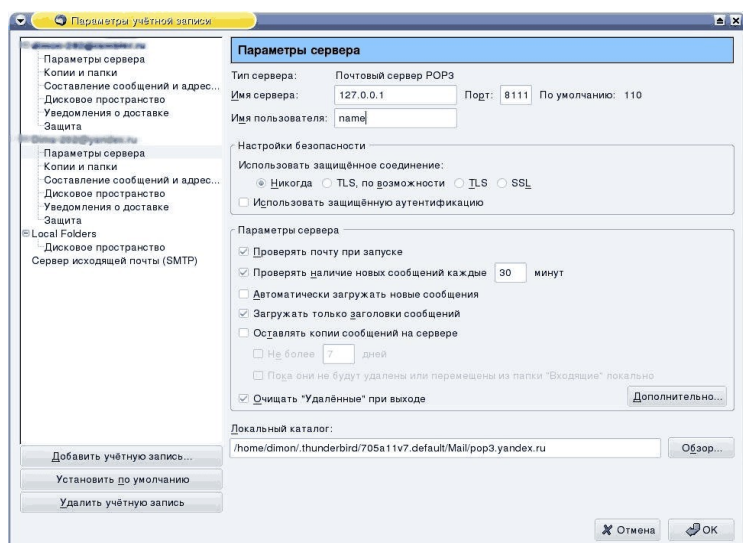 Параметры учётной записи
Параметры сервера
Копии и папки
Составление сообщений и адрес...
Дисковое пространство
Уведомления о доставке
Защита
Параметры сервера
Копии и папки
Составление сообщений и адрес...
Дисковое пространство
Уведомления о доставке
Защита
Local Folders
Дисковое пространство
Сервер исходящей почты (SMTP)
Добавить учётную запись...
Установить по умолчанию
Удалить учётную запись
Параметры сервера
Тип сервера: Почтовый сервер POP3
Имя сервера: 127.0.0.1 Порт: 8111 По умолчанию: 110
Имя пользователя: name
Настройки безопасности
Использовать защищённое соединение:
Никогда TLS, по возможности TLS SSL
Использовать защищённую аутентификацию
Параметры сервера
Проверять почту при запуске
Проверять наличие новых сообщений каждые 30 минут
Автоматически загружать новые сообщения
Загружать только заголовки сообщений
Оставлять копии сообщений на сервере
Не более 7 дней
Пока они не будут удалены или перемещены из папки "Входящие" локально
Очищать "Удалённые" при выходе
Дополнительно...
Локальный каталог:
/home/dimon/.thunderbird/705a11v7.default/Mail/pop3.yandex.ru Обзор...
Отмена OK